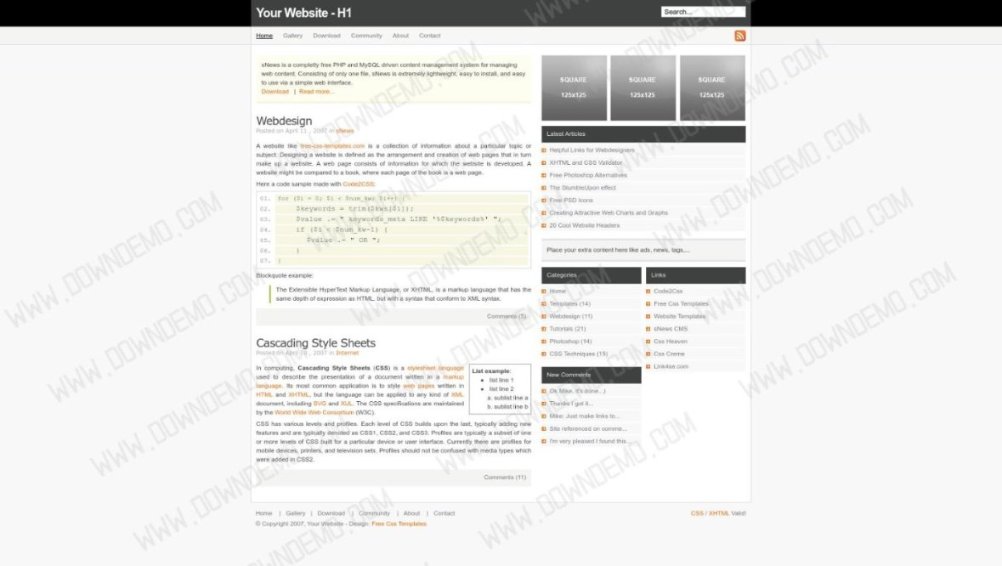 Your Website - H1
Search...
Home
Gallery
Download
Community
About
Contact
sNews is a completly free PHP and MySQL driven content management system for managing
web content. Consisting of only one file, sNews is extremely lightweight, easy to install, and easy
to use via a simple web interface.
Download | Read more...
Webdesign
Posted on April 11 , 2007 in sNews
A website like free-css-templates.com is a collection of information about a particular topic or
subject. Designing a website is defined as the arrangement and creation of web pages that in turn
make up a website. A web page consists of information for which the website is developed. A
website might be compared to a book, where each page of the book is a web page.
Here a code sample made with Code2CSS:
01. for ($i = 0; $i < $num_kw; $i++) {
02. $keywords = trim($kws[$i]);
03. $value .= " keywords_meta LIKE '%$keywords%' ";
04. if ($i < $num_kw-1) {
05. $value .= " OR ";
06. }
07. }
Blockquote example:
The Extensible HyperText Markup Language, or XHTML, is a markup language that has the
same depth of expression as HTML, but with a syntax that conform to XML syntax.
Comments (5)
Cascading Style Sheets
Posted on April 10 , 2007 in Internet
In computing, Cascading Style Sheets (CSS) is a stylesheet language
used to describe the presentation of a document written in a markup
language. Its most common application is to style web pages written in
HTML and XHTML, but the language can be applied to any kind of XML
document, including SVG and XUL. The CSS specifications are maintained
by the World Wide Web Consortium (W3C).
List example:
list line 1
list line 2
a. sublist line a
b. sublist line b
CSS has various levels and profiles. Each level of CSS builds upon the last, typically adding new
features and are typically denoted as CSS1, CSS2, and CSS3. Profiles are typically a subset of one
or more levels of CSS built for a particular device or user interface. Currently there are profiles for
mobile devices, printers, and television sets. Profiles should not be confused with media types which
were added in CSS2.
Comments (11)
SQUARE
125x125
SQUARE
125x125
SQUARE
125x125
Latest Articles
Helpful Links for Webdesigners
XHTML and CSS Validator
Free Photoshop Alternatives
The StumbleUpon effect
Free PSD Icons
Creating Attractive Web Charts and Graphs
20 Cool Website Headers
Place your extra content here like ads, news, tags,...
Categories
Home
Templates (14)
Webdesign (11)
Tutorials (21)
Photoshop (14)
CSS Techniques (15)
Links
Code2Css
Free Css Templates
Website Templates
sNews CMS
Css Heaven
Css Creme
Link4se.com
New Comments
Ok Mike, it's done...)
Thanks I got it...
Mike: Just make links to...
Site referenced on comme...
I'm very pleased I found this...
Home | Gallery | Download | Community | About | Contact
© Copyright 2007, Your Website - Design: Free Css Templates
CSS / XHTML Valid!
WWW.DOWNDEMO.COM